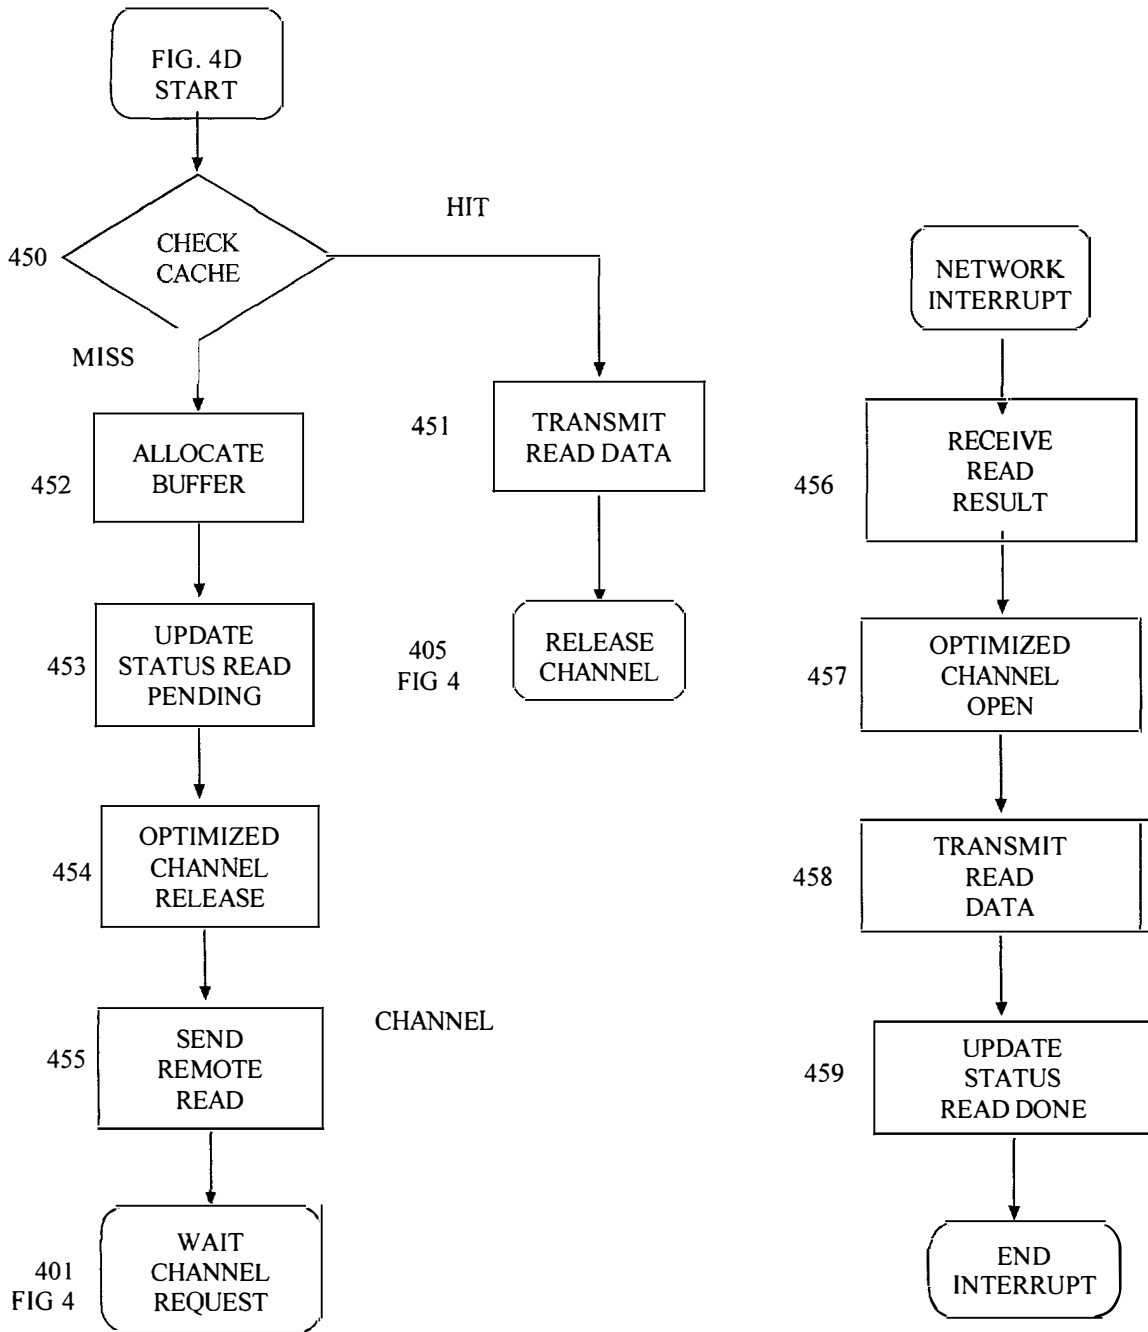 FIG. 4D
START
HIT
450
CHECK
CACHE
MISS
451
TRANSMIT
READ DATA
452
ALLOCATE
BUFFER
453
UPDATE
STATUS READ
PENDING
405
FIG 4
RELEASE
CHANNEL
454
OPTIMIZED
CHANNEL
RELEASE
455
SEND
REMOTE
READ
CHANNEL
401
FIG 4
WAIT
CHANNEL
REQUEST
NETWORK
INTERRUPT
456
RECEIVE
READ
RESULT
457
OPTIMIZED
CHANNEL
OPEN
458
TRANSMIT
READ
DATA
459
UPDATE
STATUS
READ DONE
END
INTERRUPT